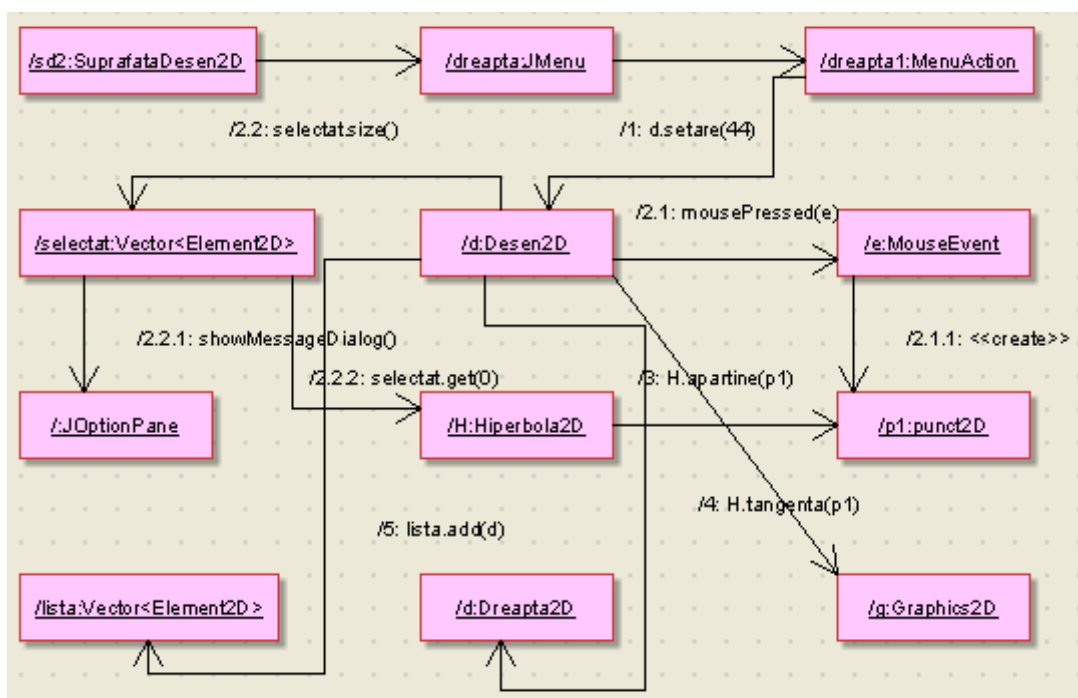 /sd2:SuprafataDesen2D
/dreapta:JMenu
/dreapta1:MenuAction
/2.2: selectat.size()
/1: d.setare(44)
/selectat:Vector<Element2D>
/d:Desen2D
/2.1: mousePressed(e)
/e:MouseEvent
/2.2.1: showMessageDialog()
/2.1.1: <<create>>
/2.2.2: selectat.get(0)
/3: H.apartine(p1)
/:JOptionPane
/H:Hiperbola2D
/p1:punct2D
/4: H.tangenta(p1)
/5: lista.add(d)
/lista:Vector<Element2D>
/d:Dreapta2D
/g:Graphics2D